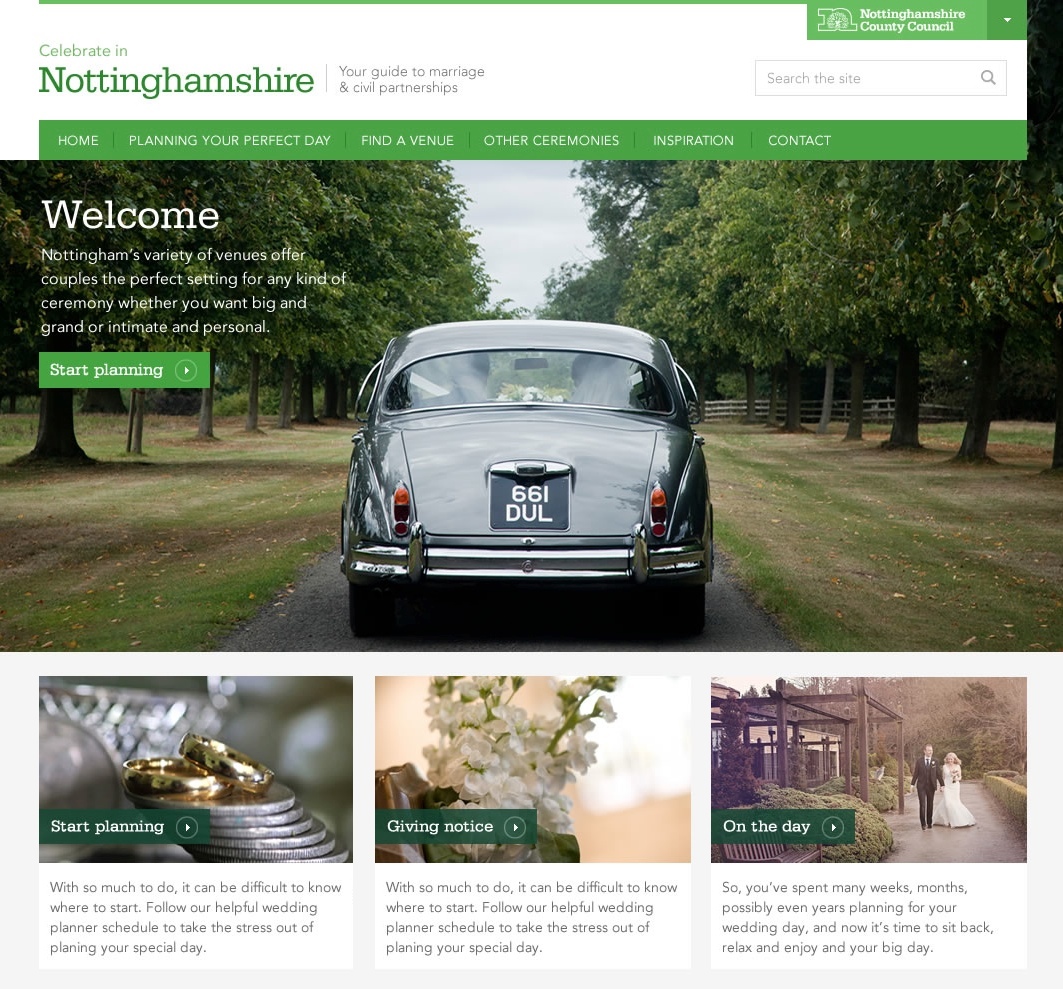 Nottinghamshire
County Council
Celebrate in
Nottinghamshire
Your guide to marriage
& civil partnerships
Search the site
HOME
PLANNING YOUR PERFECT DAY
FIND A VENUE
OTHER CEREMONIES
INSPIRATION
CONTACT
Welcome
Nottingham's variety of venues offer
couples the perfect setting for any kind of
ceremony whether you want big and
grand or intimate and personal.
Start planning
661
DUL
Start planning
With so much to do, it can be difficult to know
where to start. Follow our helpful wedding
planner schedule to take the stress out of
planing your special day.
Giving notice
With so much to do, it can be difficult to know
where to start. Follow our helpful wedding
planner schedule to take the stress out of
planing your special day.
On the day
So, you've spent many weeks, months,
possibly even years planning for your
wedding day, and now it's time to sit back,
relax and enjoy and your big day.